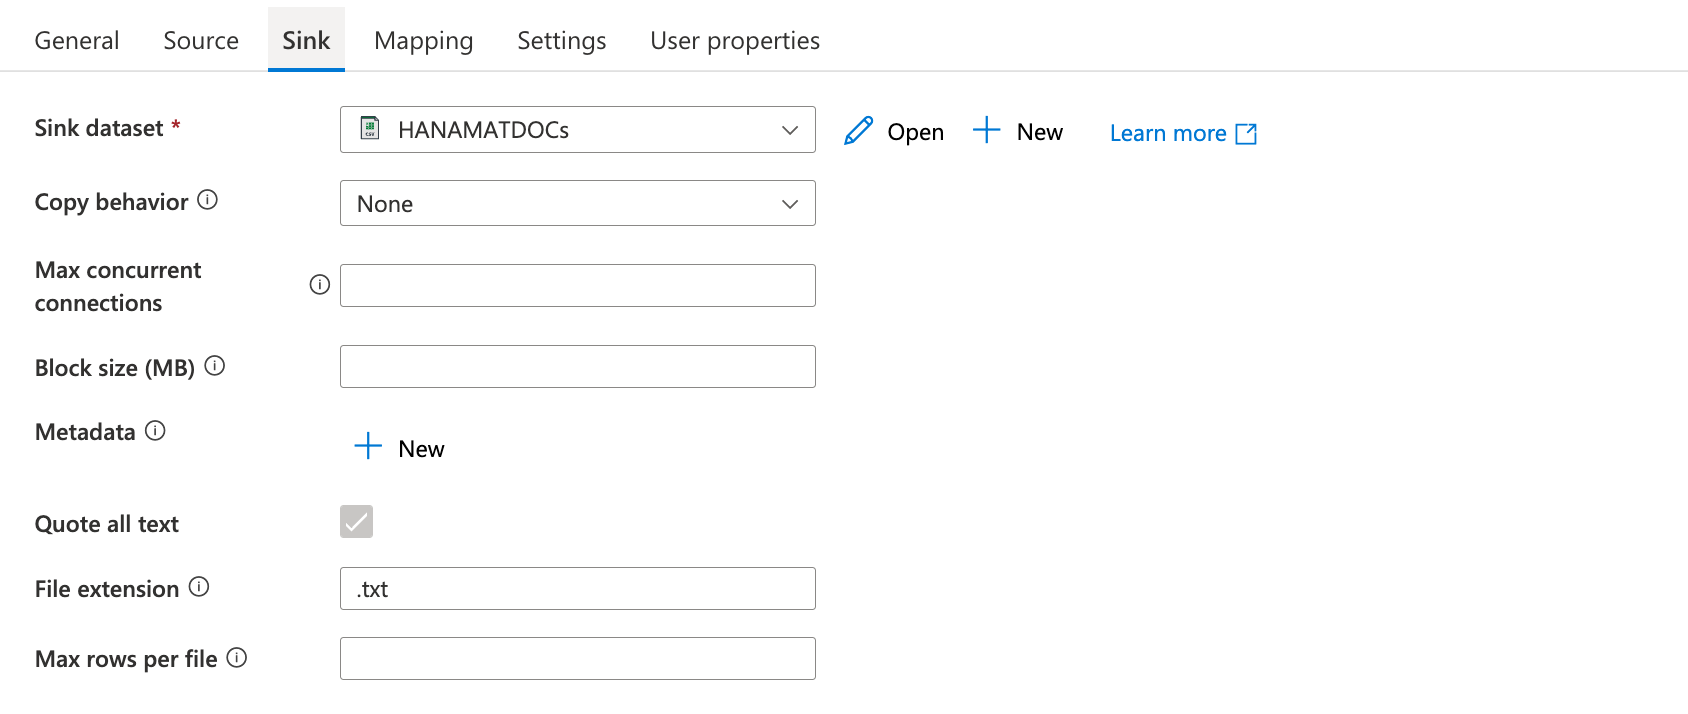 General Source Sink Mapping Settings User properties
Sink dataset * HANAMATDOCs Open New Learn more
Copy behavior None
Max concurrent
connections
Block size (MB)
Metadata
New
Quote all text
File extension .txt
Max rows per file